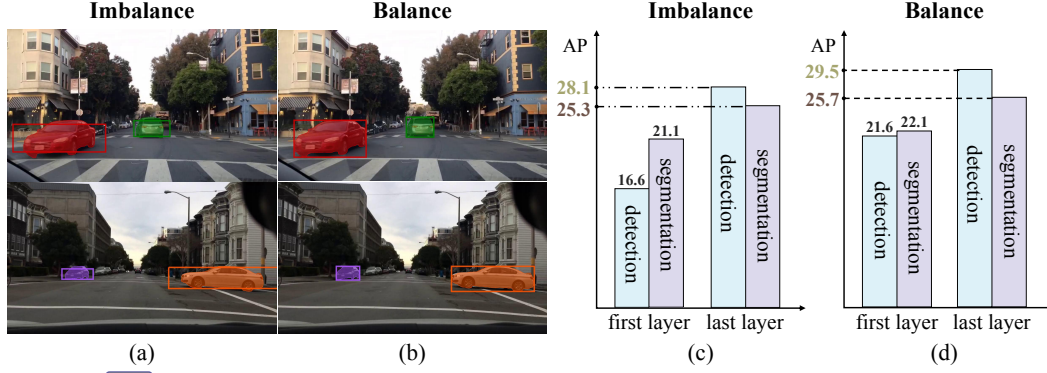 Imbalance
Balance
(a)
(b)
Imbalance
AP
28.1
25.3
16.6
21.1
detection
segmentation
detection
segmentation
first layer
last layer
(c)
Balance
AP
29.5
25.7
21.6
22.1
detection
segmentation
detection
segmentation
first layer
last layer
(d)